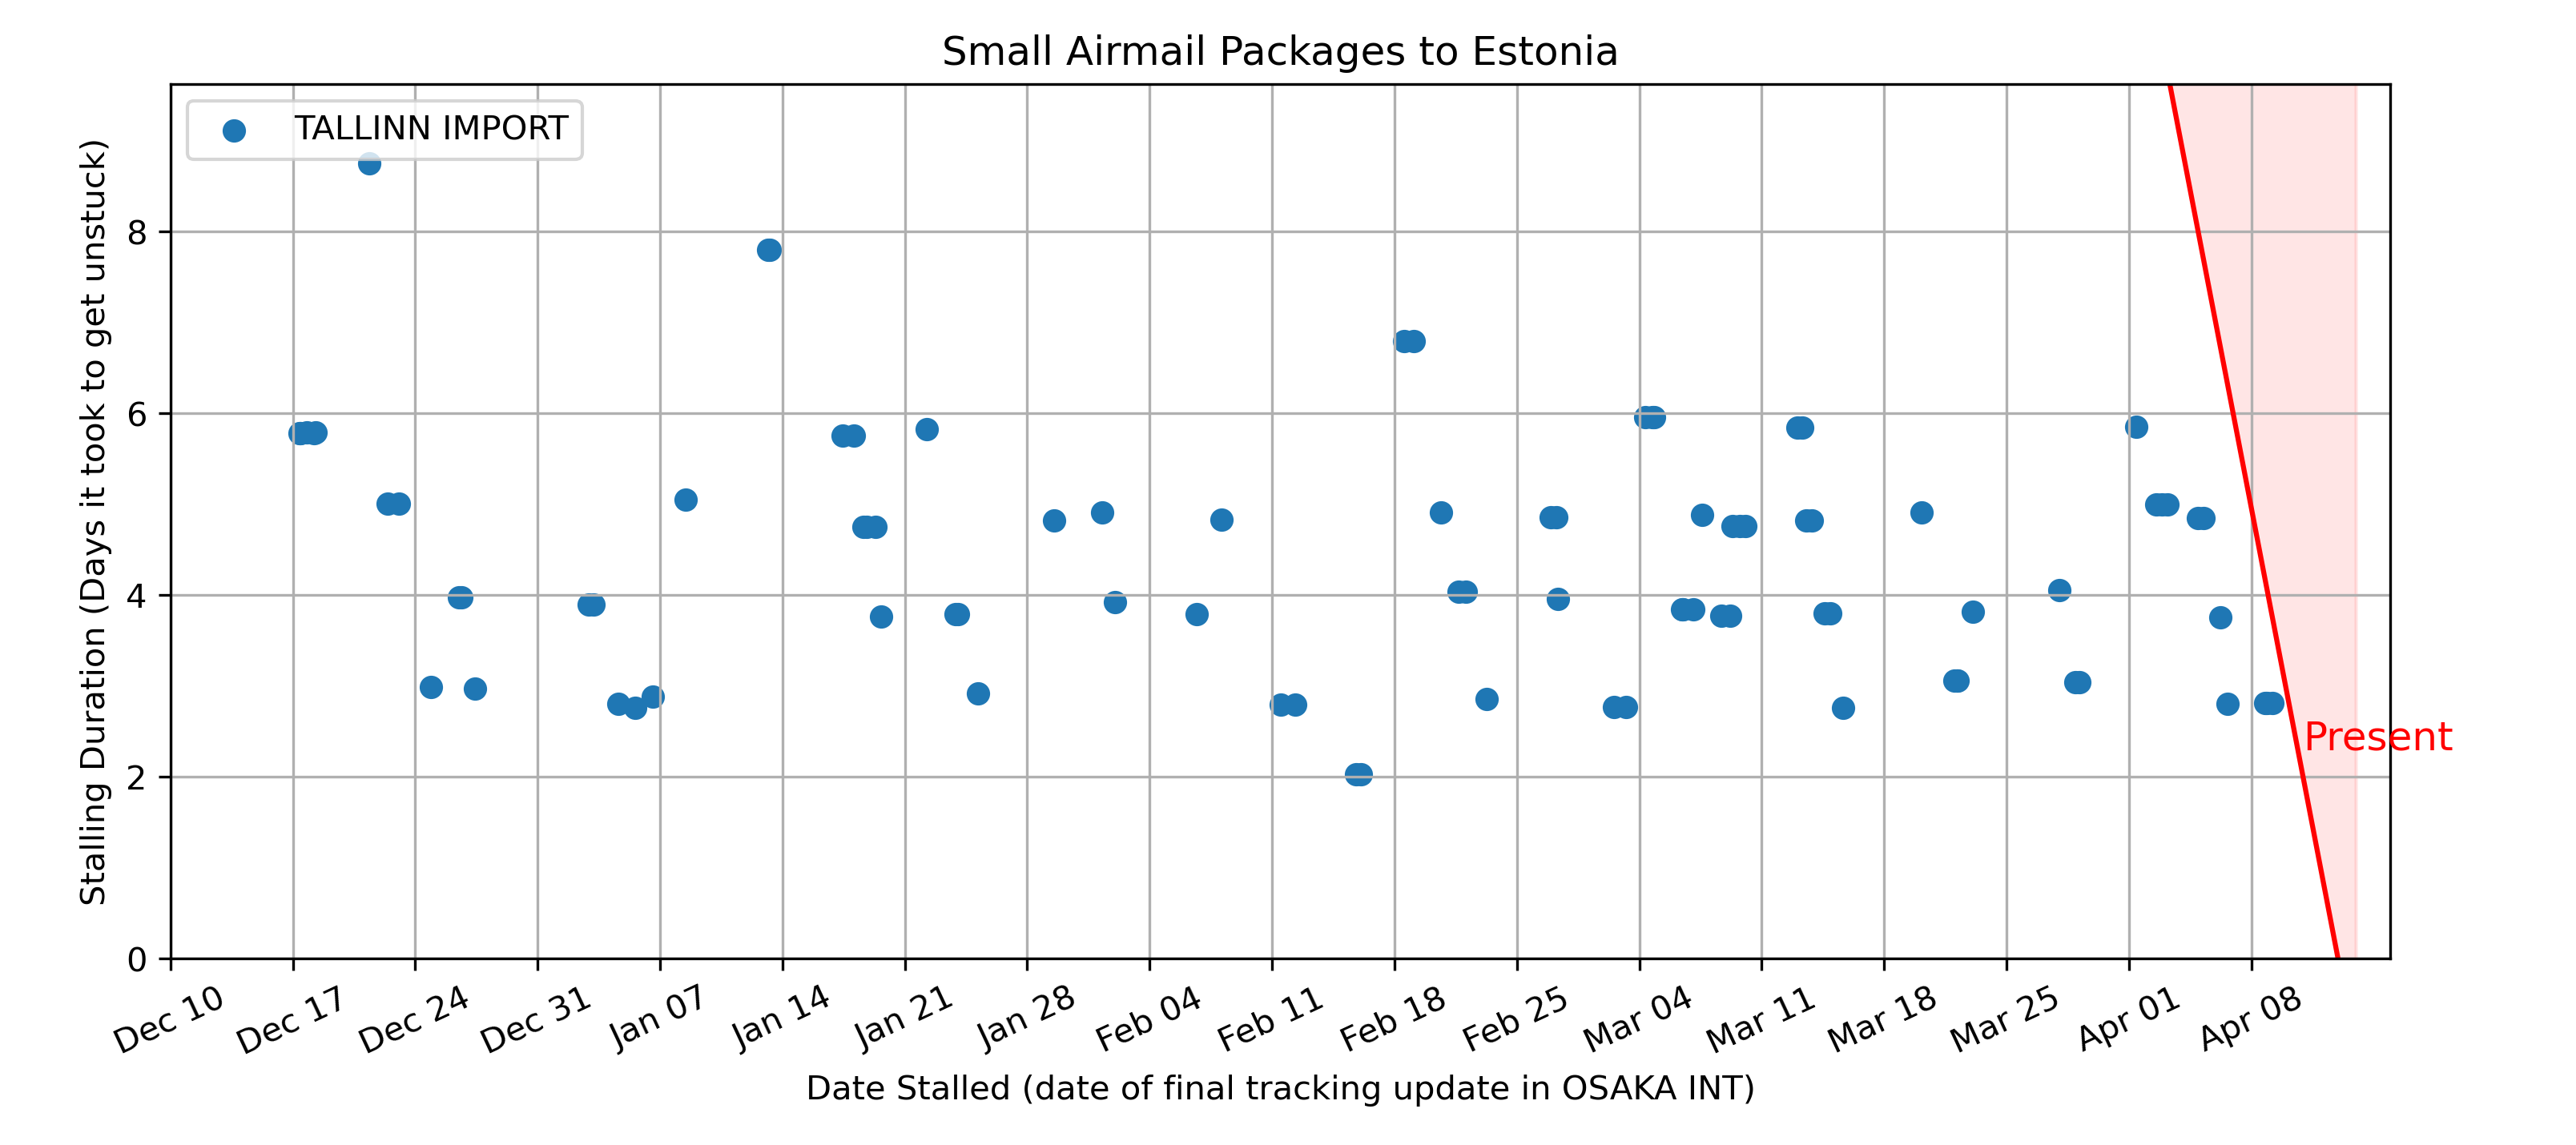 Small Airmail Packages to Estonia
TALLINN IMPORT
Stalling Duration (Days it took to get unstuck)
8
6
4
2
0
Present
Dec 10 Dec 17 Dec 24 Dec 31 Jan 07 Jan 14 Jan 21 Jan 28 Feb 04 Feb 11 Feb 18 Feb 25 Mar 04 Mar 11 Mar 18 Mar 25 Apr 01 Apr 08
Date Stalled (date of final tracking update in OSAKA INT)